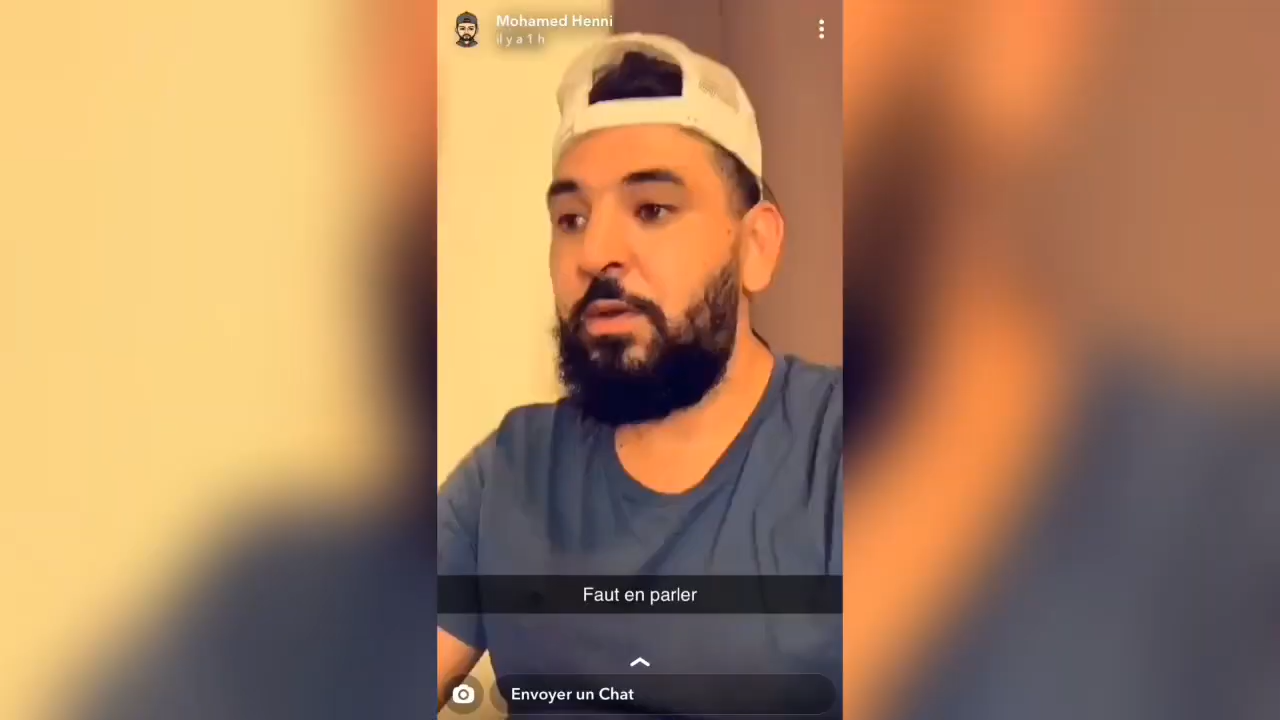 Mohamed Henni
il y a 1 h
Faut en parler
Envoyer un Chat